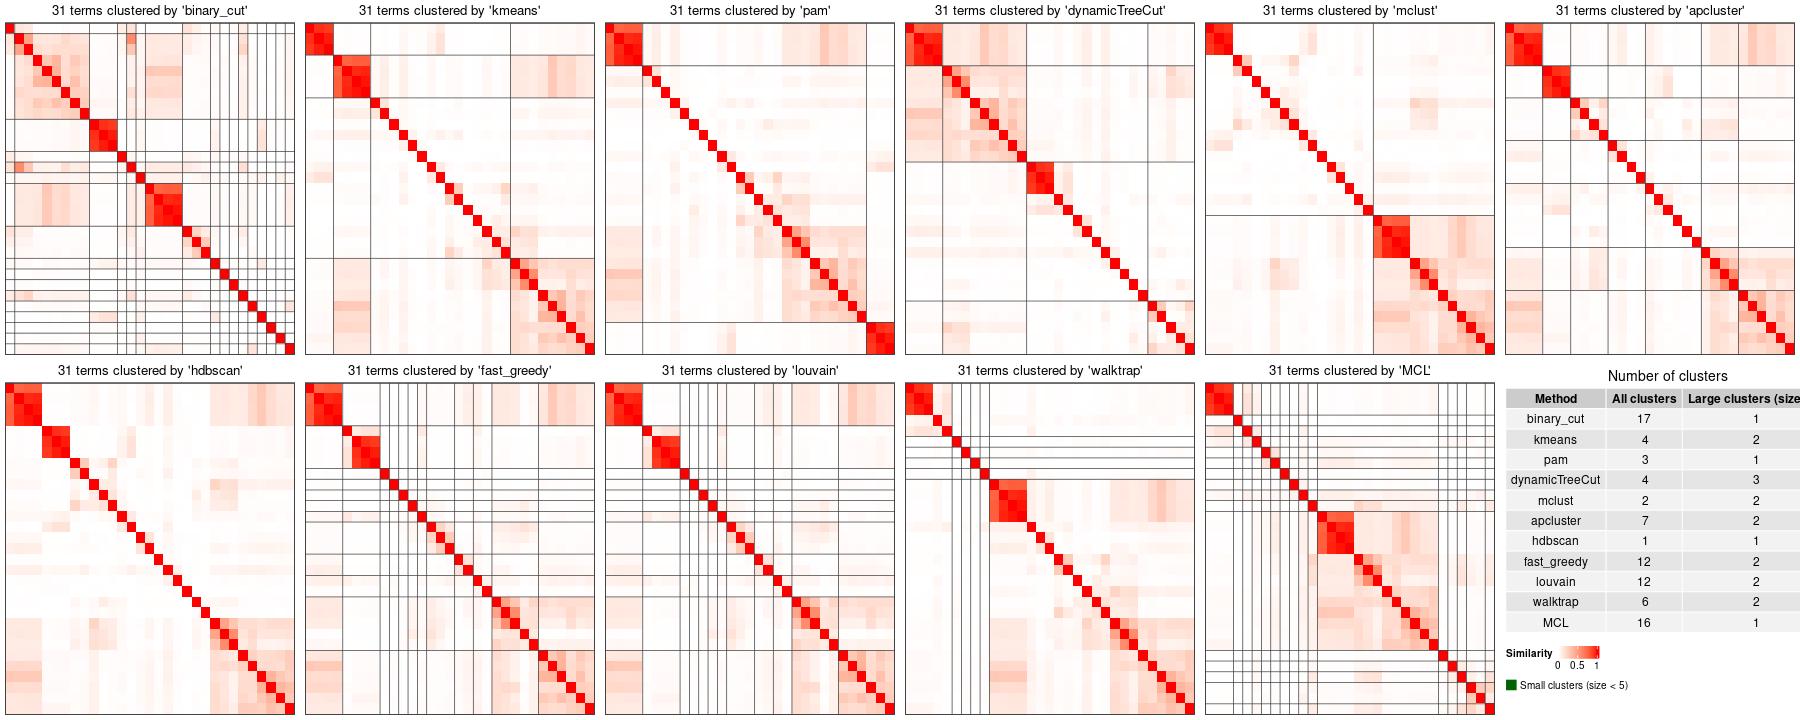 31 terms clustered by 'binary_cut'
31 terms clustered by 'kmeans'
31 terms clustered by 'pam'
31 terms clustered by 'dynamicTreeCut'
31 terms clustered by 'mclust'
31 terms clustered by 'apcluster'
31 terms clustered by 'hdbscan'
31 terms clustered by 'fast_greedy'
31 terms clustered by 'louvain'
31 terms clustered by 'walktrap'
31 terms clustered by 'MCL'
Number of clusters
Method All clusters Large clusters (size
binary_cut 17 1
kmeans 4 2
pam 3 1
dynamicTreeCut 4 3
mclust 2 2
apcluster 7 2
hdbscan 1 1
fast_greedy 12 2
louvain 12 2
walktrap 6 2
MCL 16 1
Similarity
0 0.5 1
Small clusters (size < 5)